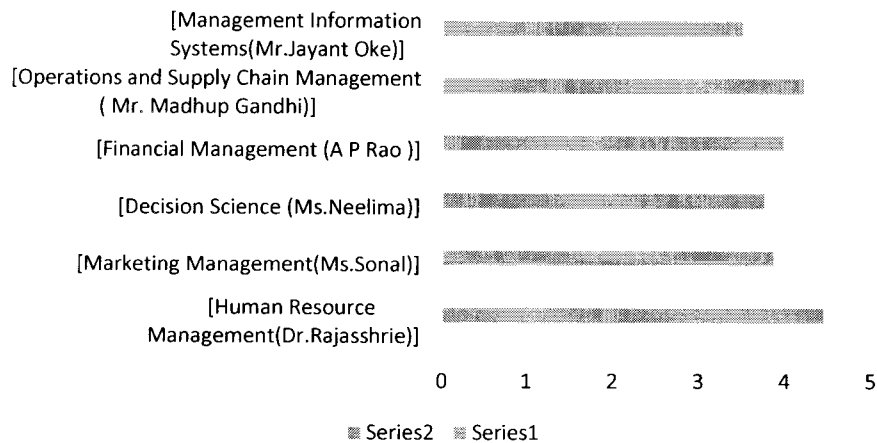 [Management Information
Systems(Mr.Jayant Oke)]
[Operations and Supply Chain Management
( Mr. Madhup Gandhi)]
[Financial Management (A P Rao )]
[Decision Science (Ms.Neelima)]
[Marketing Management(Ms.Sonal)]
[Human Resource
Management(Dr.Rajasshrie)]
0 1 2 3 4 5
Series2 Series1